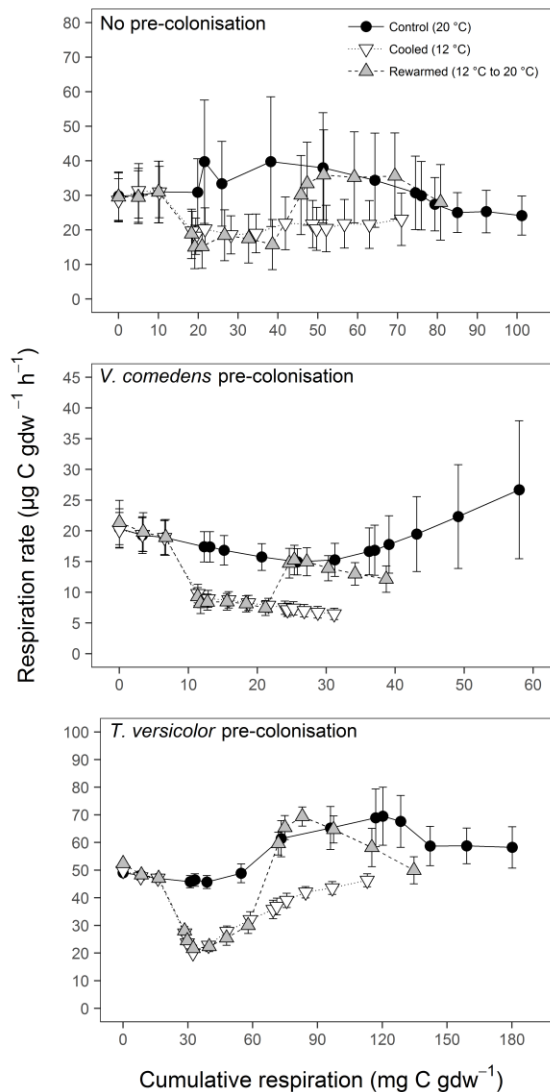 No pre-colonisation
Control (20 °C)
Cooled (12 °C)
Rewarmed (12 °C to 20 °C)
80
70
60
50
40
30
20
10
0
0 10 20 30 40 50 60 70 80 90 100
V. comedens pre-colonisation
45
40
35
30
25
20
15
10
5
0
0 10 20 30 40 50 60
T. versicolor pre-colonisation
100
90
80
70
60
50
40
30
20
10
0
0 30 60 90 120 150 180
Respiration rate (µg C gdw⁻¹ h⁻¹)
Cumulative respiration (mg C gdw⁻¹)